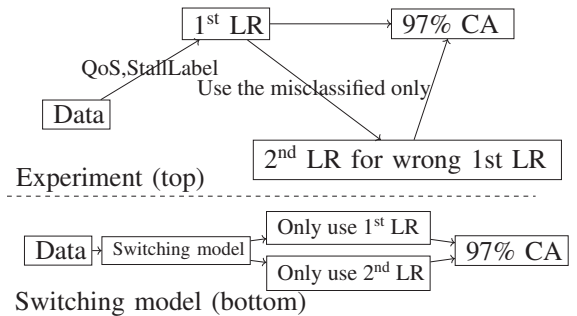 1st LR
97% CA
QoS,StallLabel
Use the misclassified only
Data
2nd LR for wrong 1st LR
Experiment (top)
Only use 1st LR
Data
Switching model
97% CA
Only use 2nd LR
Switching model (bottom)